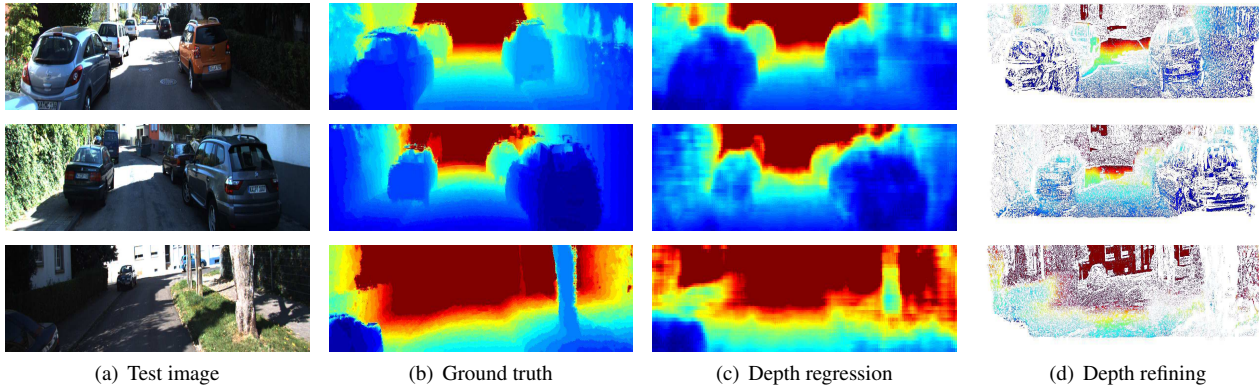 (a) Test image
(b) Ground truth
(c) Depth regression
(d) Depth refining